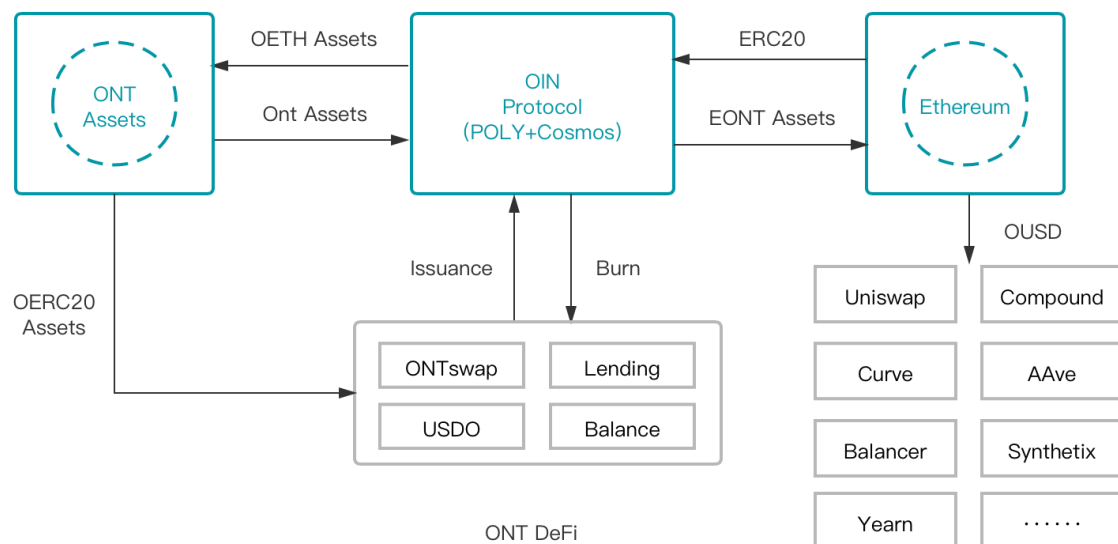 OETH Assets
ERC20
ONT
Assets
OIN
Protocol
(POLY+Cosmos)
Ethereum
Ont Assets
EONT Assets
OUSD
Issuance
Burn
OERC20
Assets
Uniswap
Compound
ONTswap
Lending
Curve
AAve
USDO
Balance
Balancer
Synthetix
Yearn
······
ONT DeFi